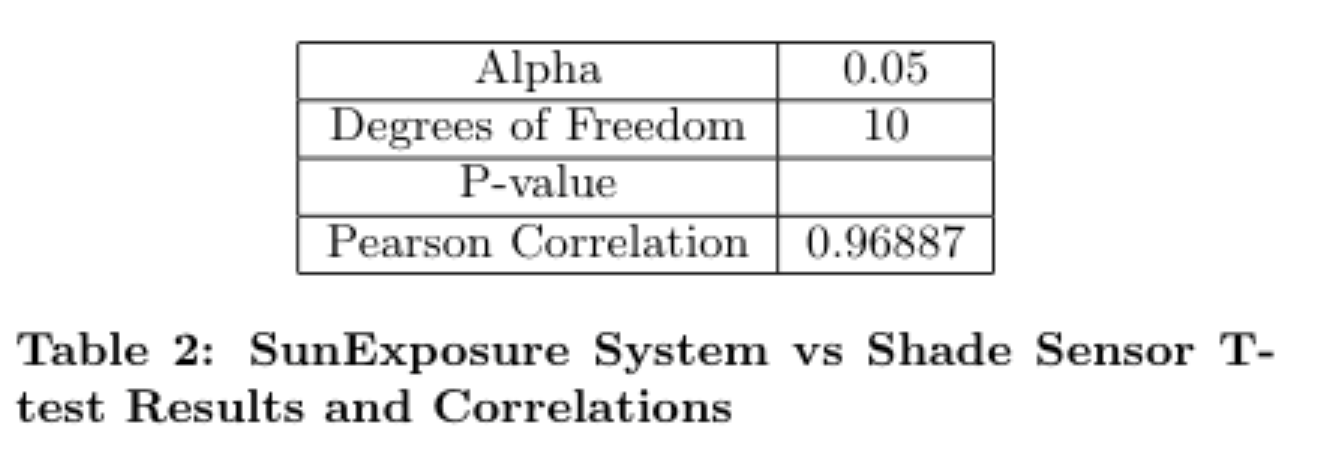 Alpha 0.05
Degrees of Freedom 10
P-value
Pearson Correlation 0.96887
Table 2: SunExposure System vs Shade Sensor T-
test Results and Correlations